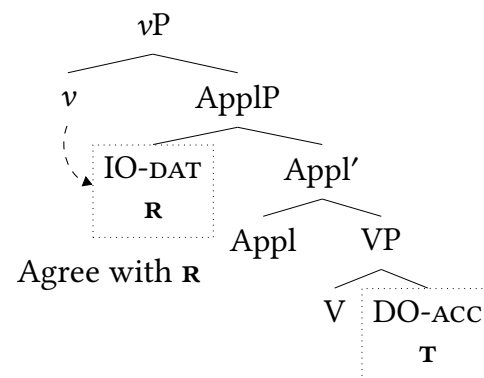 vP
v ApplP
IO-DAT Appl′
R
Appl VP
Agree with R
V DO-ACC
T